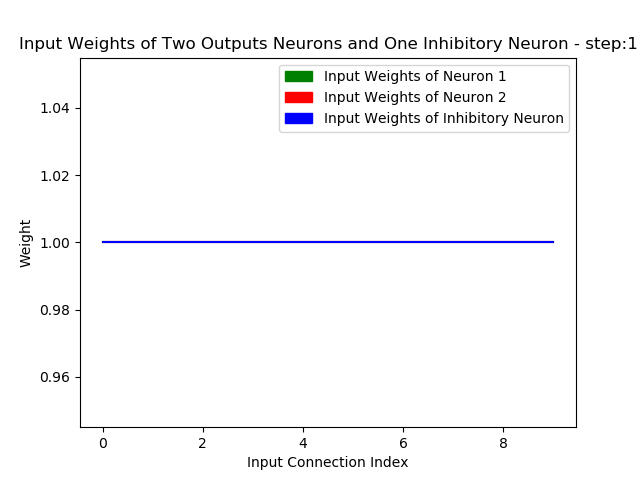 Input Weights of Two Outputs Neurons and One Inhibitory Neuron - step:1
Input Weights of Neuron 1
Input Weights of Neuron 2
Input Weights of Inhibitory Neuron
1.04
1.02
1.00
0.98
0.96
Weight
0 2 4 6 8
Input Connection Index